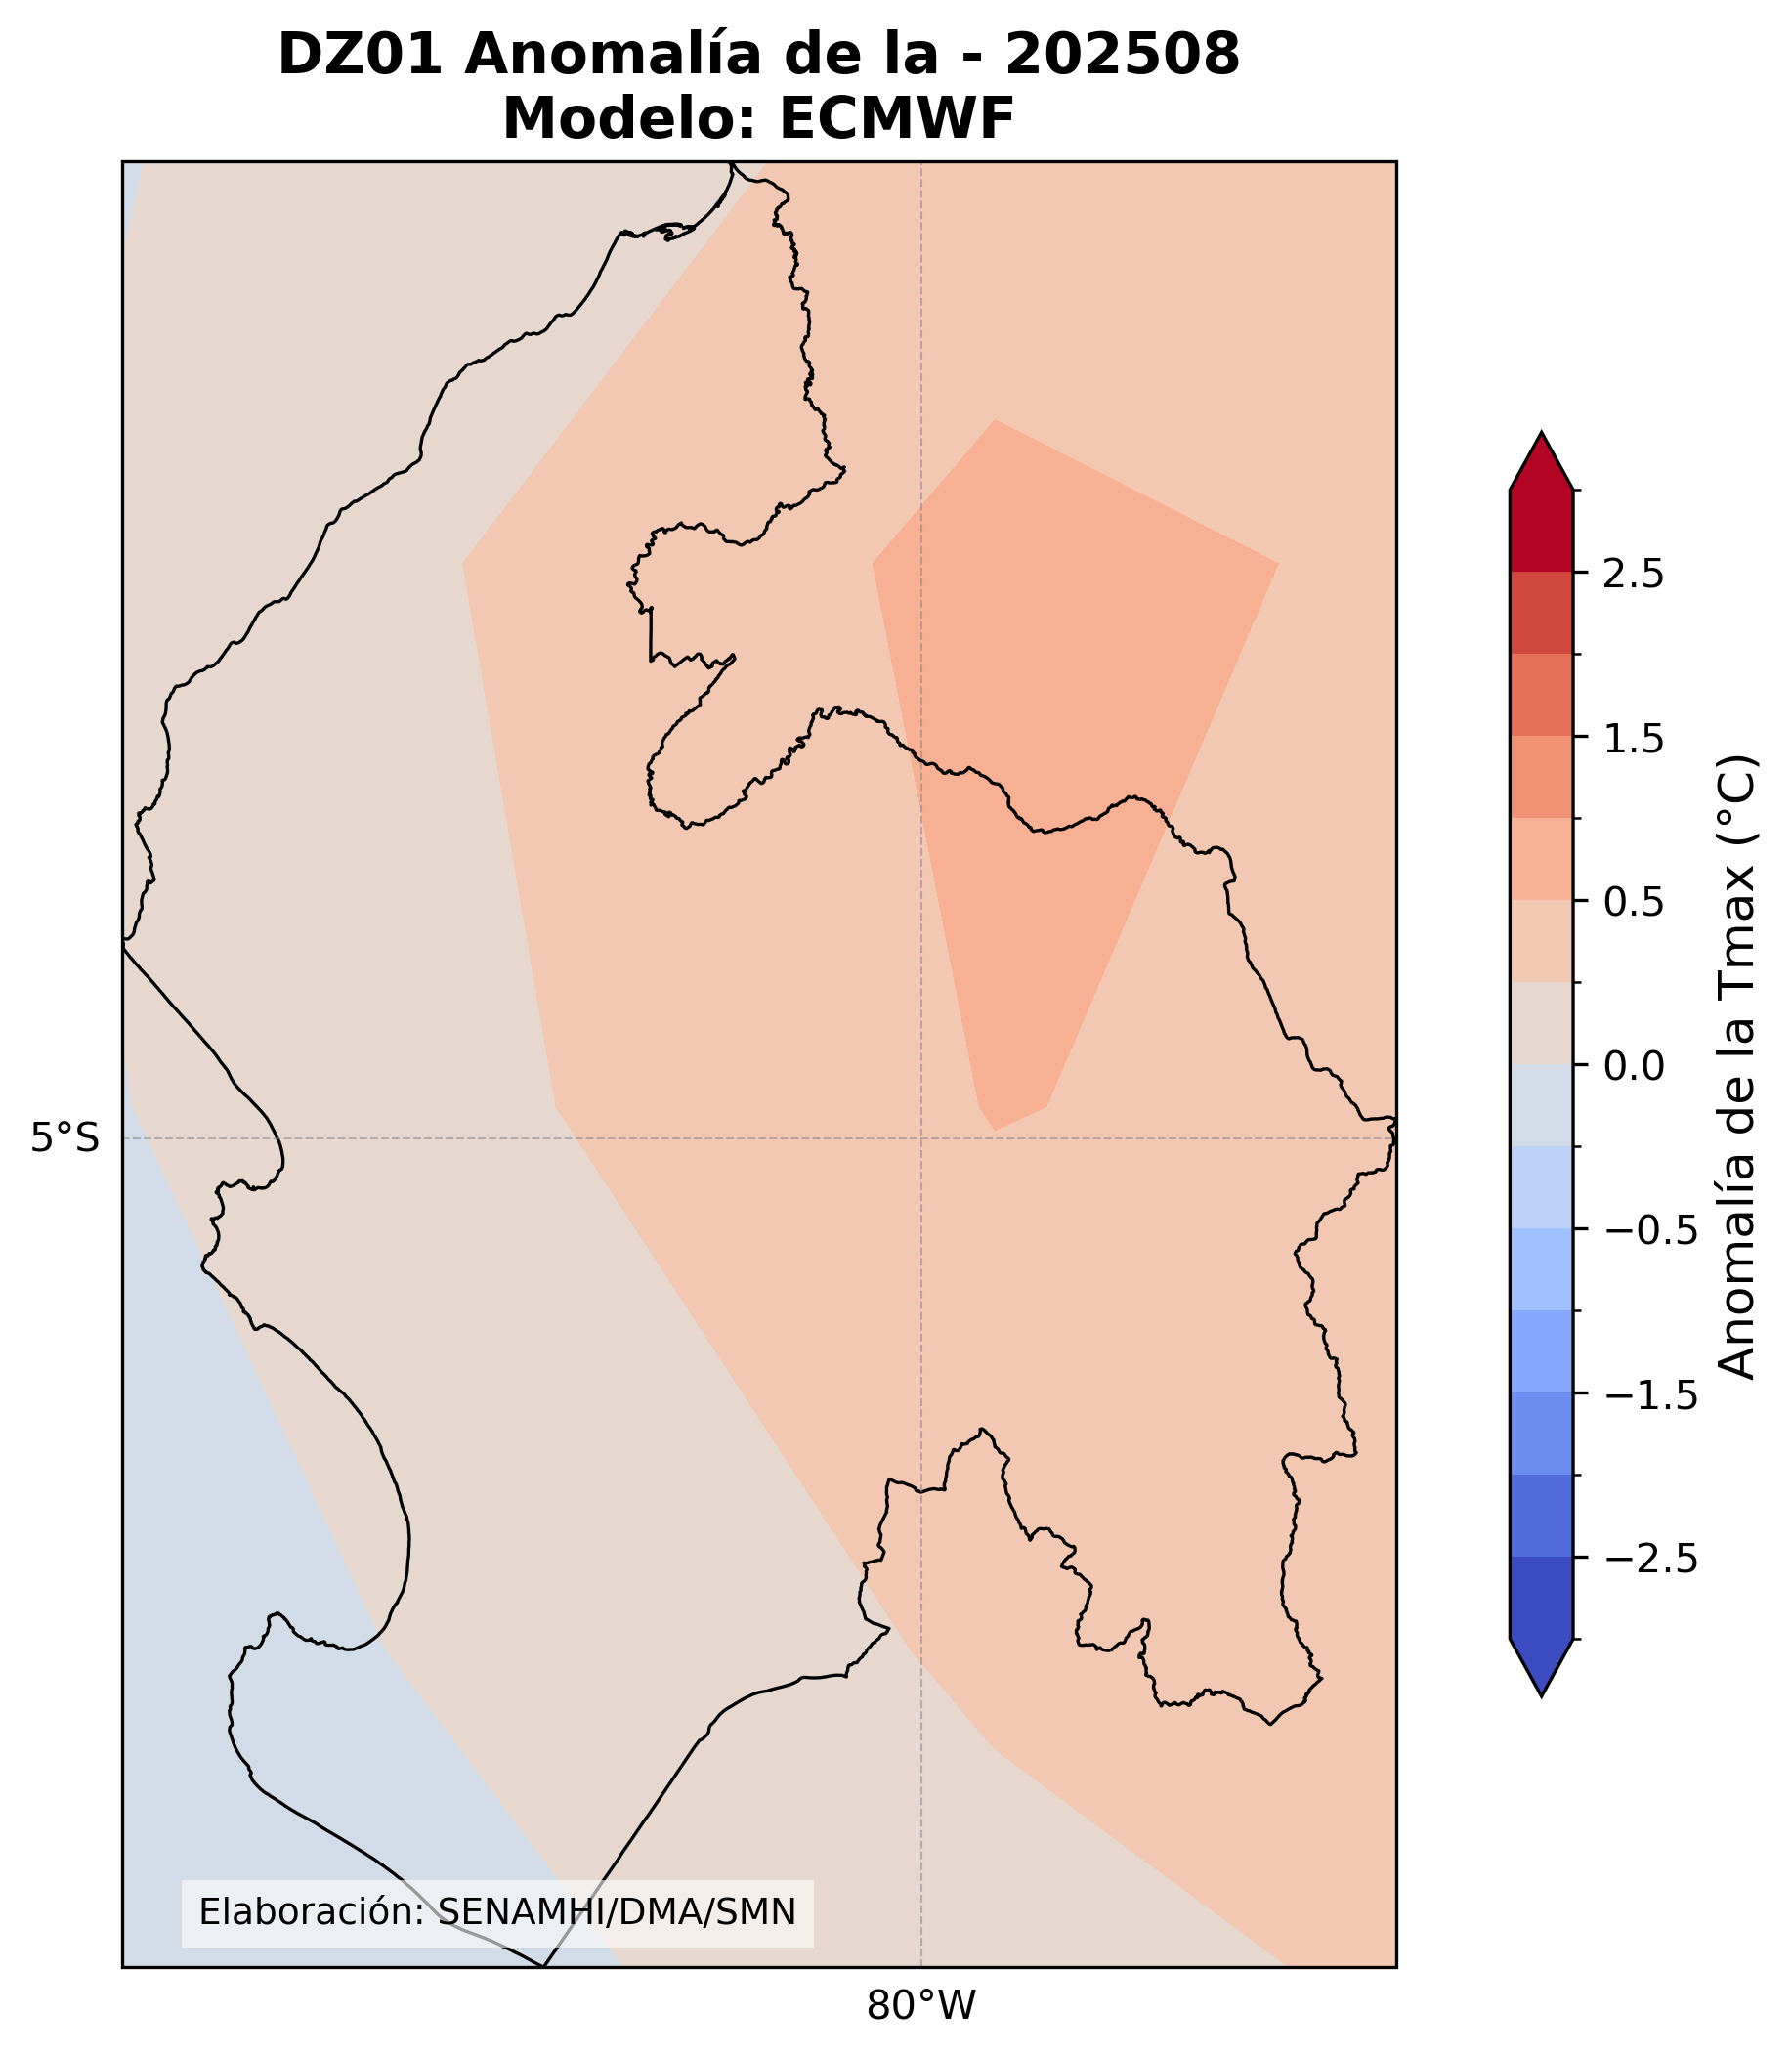 DZ01 Anomalía de la - 202508
Modelo: ECMWF
2.5
1.5
0.5
0.0
−0.5
−1.5
−2.5
Anomalía de la Tmax (°C)
5°S
80°W
Elaboración: SENAMHI/DMA/SMN